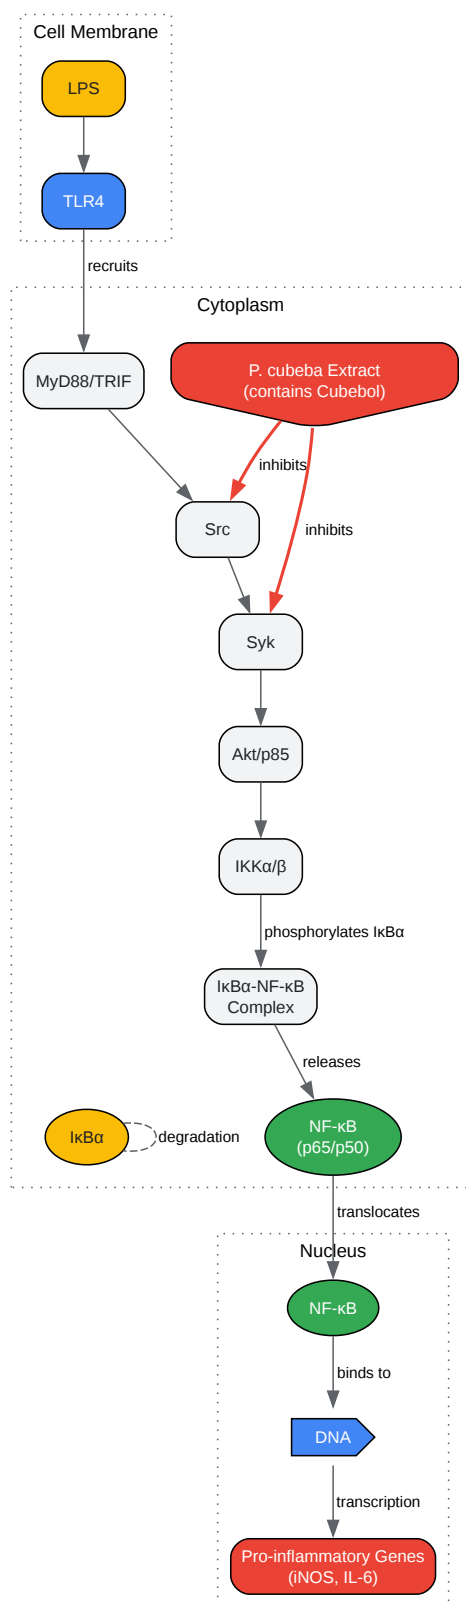 Cell Membrane
LPS
TLR4
recruits
Cytoplasm
MyD88/TRIF
P. cubeba Extract
(contains Cubebol)
inhibits
Src
inhibits
Syk
Akt/p85
IKKα/β
phosphorylates IκBα
IκBα-NF-κB
Complex
releases
IκBα
degradation
NF-κB
(p65/p50)
translocates
Nucleus
NF-κB
binds to
DNA
transcription
Pro-inflammatory Genes
(iNOS, IL-6)